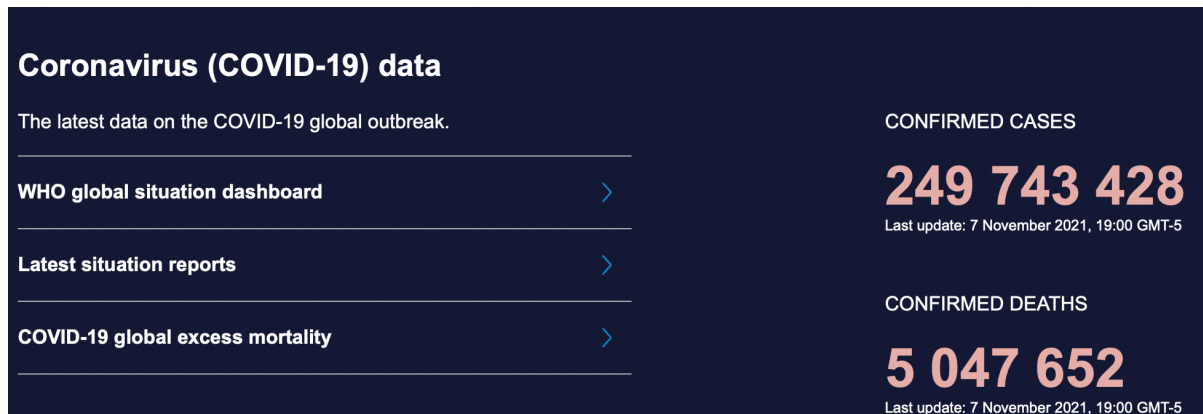 Coronavirus (COVID-19) data
The latest data on the COVID-19 global outbreak.
WHO global situation dashboard
Latest situation reports
COVID-19 global excess mortality
CONFIRMED CASES
249 743 428
Last update: 7 November 2021, 19:00 GMT-5
CONFIRMED DEATHS
5 047 652
Last update: 7 November 2021, 19:00 GMT-5